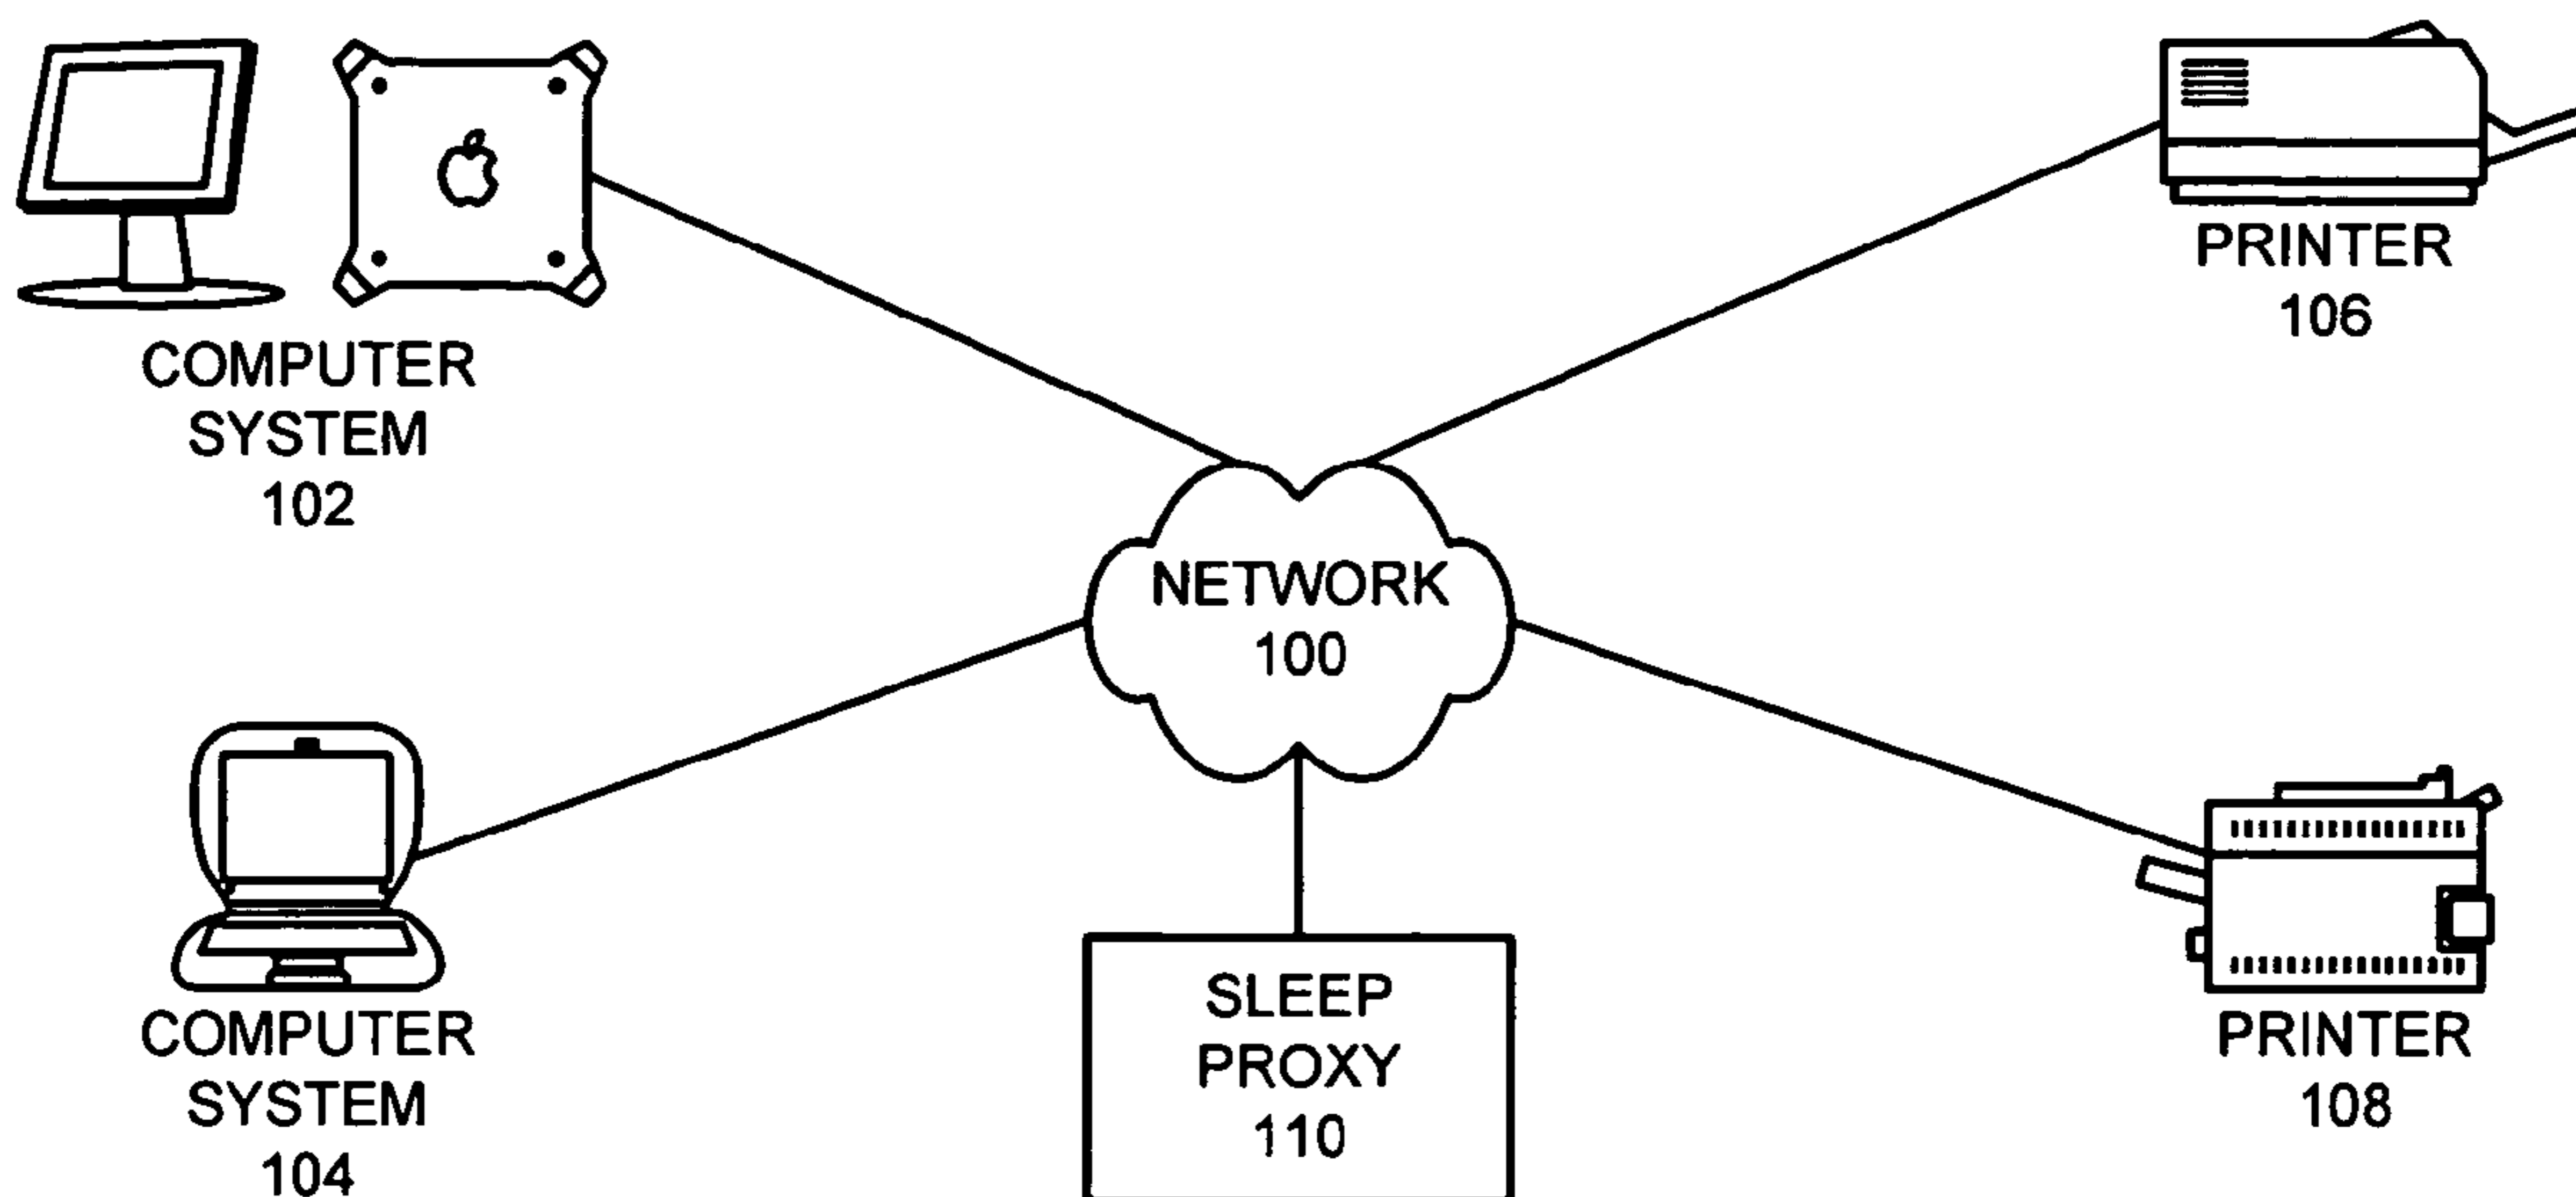 PRINTER
106
COMPUTER
SYSTEM
102
NETWORK
100
COMPUTER
SYSTEM
104
SLEEP
PROXY
110
PRINTER
108